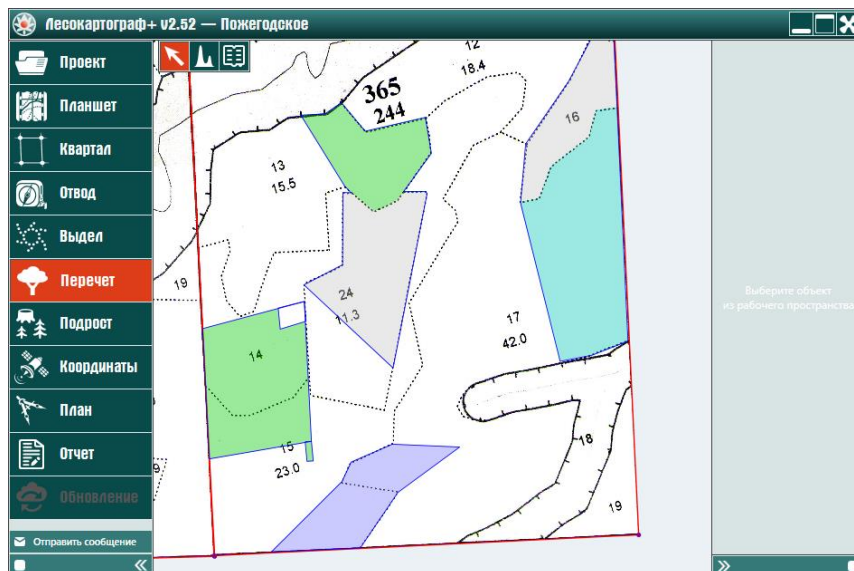 Лесокартограф+ v2.52 — Пожегодское
Проект
Планшет
Квартал
Отвод
Выдел
Перечет
Подрост
Координаты
План
Отчет
Обновление
Отправить сообщение
12
18.4
365
244
16
13
15.5
19
24
11.3
17
42.0
14
15
23.0
18
19
Выберите объект
из рабочего пространства